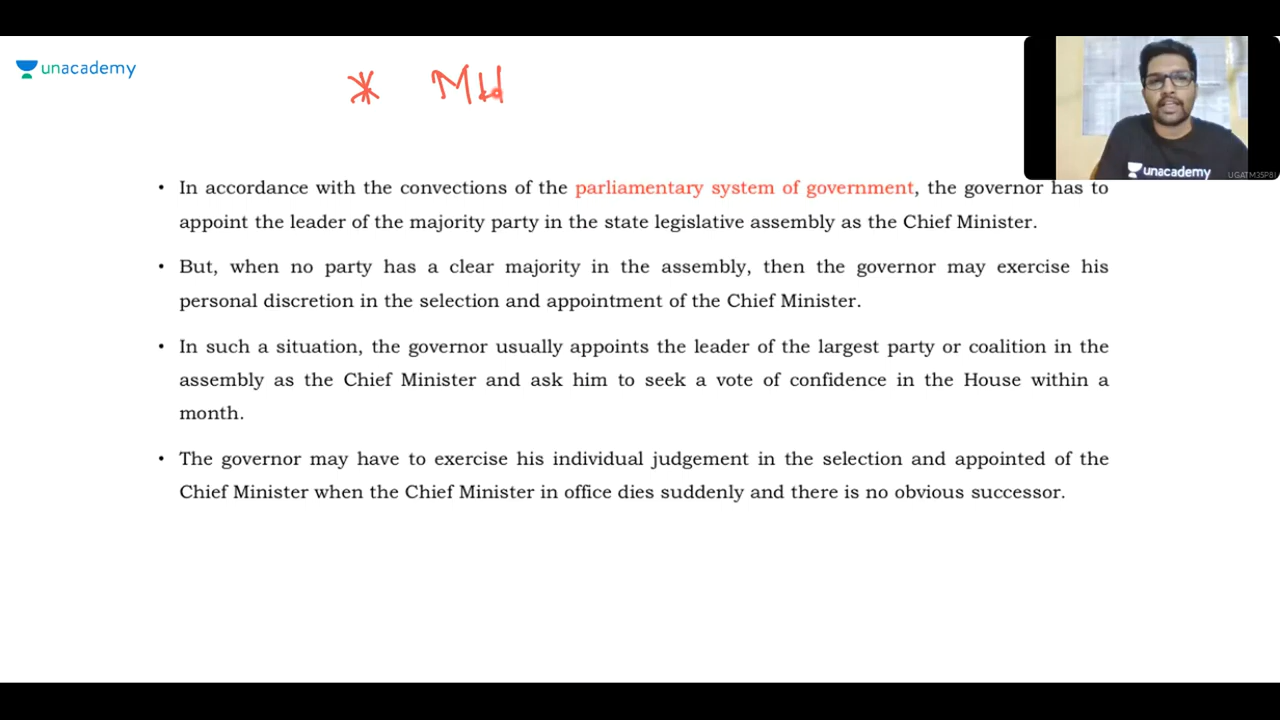 unacademy
* MH
unacademy
UGATM3SP8I
• In accordance with the convections of the parliamentary system of government, the governor has to
appoint the leader of the majority party in the state legislative assembly as the Chief Minister.
• But, when no party has a clear majority in the assembly, then the governor may exercise his
personal discretion in the selection and appointment of the Chief Minister.
• In such a situation, the governor usually appoints the leader of the largest party or coalition in the
assembly as the Chief Minister and ask him to seek a vote of confidence in the House within a
month.
• The governor may have to exercise his individual judgement in the selection and appointed of the
Chief Minister when the Chief Minister in office dies suddenly and there is no obvious successor.